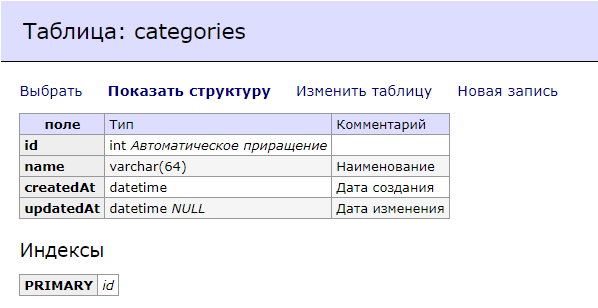 Таблица: categories
Выбрать Показать структуру Изменить таблицу Новая запись
поле Тип Комментарий
id int Автоматическое приращение
name varchar(64) Наименование
createdAt datetime Дата создания
updatedAt datetime NULL Дата изменения
Индексы
PRIMARY id